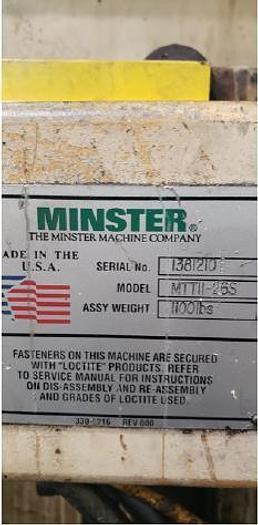 MINSTER®
THE MINSTER MACHINE COMPANY
ADE IN THE
U.S.A.
SERIAL No.
MODEL MTTII-26S
ASSY WEIGHT 1100lbs
FASTENERS ON THIS MACHINE ARE SECURED
WITH "LOCTITE" PRODUCTS. REFER
TO SERVICE MANUAL FOR INSTRUCTIONS
ON DIS-ASSEMBLY AND RE-ASSEMBLY
AND GRADES OF LOCTITE USED.
REV 000